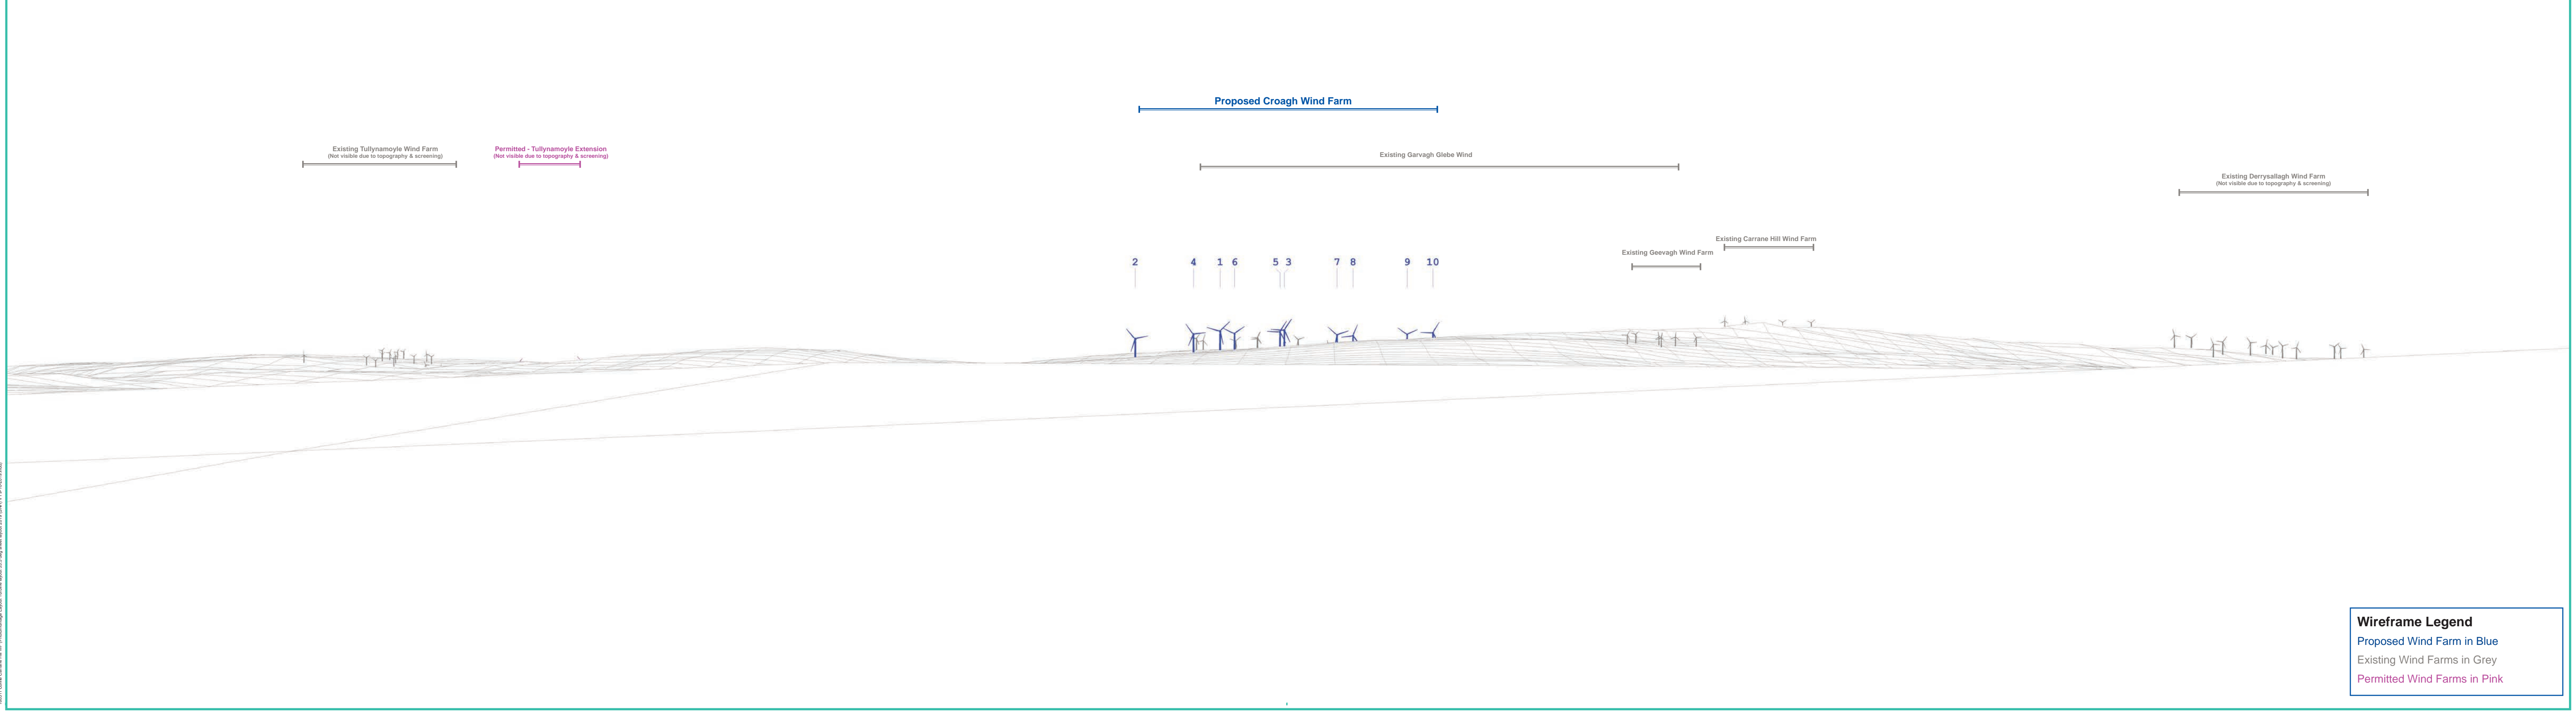 Proposed Croagh Wind Farm
Existing Tullynamoyle Wind Farm
(Not visible due to topography & screening)
Permitted - Tullynamoyle Extension
(Not visible due to topography & screening)
Existing Garvagh Glebe Wind
Existing Derrysallagh Wind Farm
(Not visible due to topography & screening)
Existing Carrane Hill Wind Farm
Existing Geevagh Wind Farm
2 4 1 6 5 3 7 8 9 10
Wireframe Legend
Proposed Wind Farm in Blue
Existing Wind Farms in Grey
Permitted Wind Farms in Pink